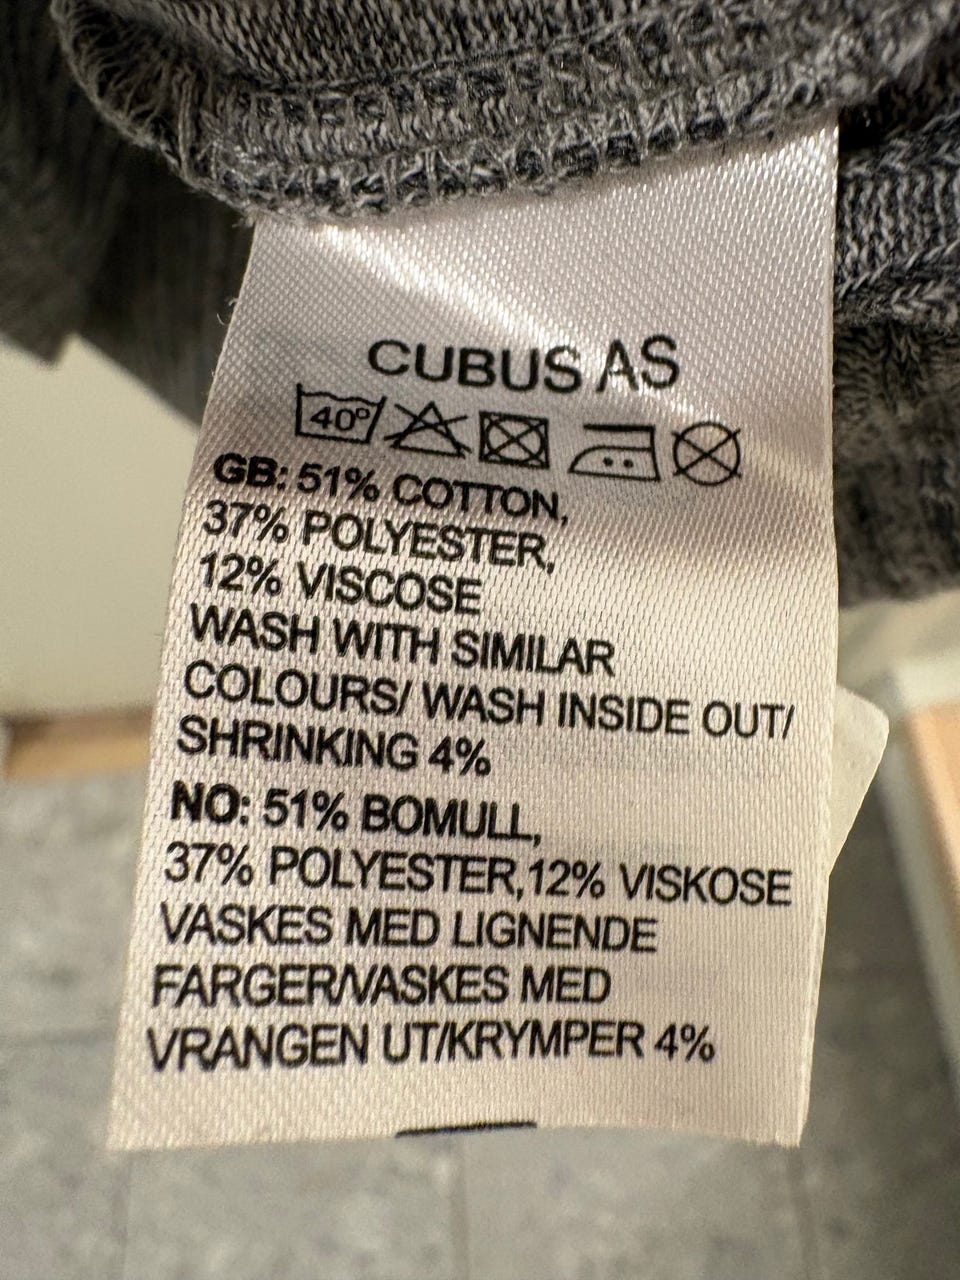 CUBUS AS
40°
GB: 51% COTTON,
37% POLYESTER,
12% VISCOSE
WASH WITH SIMILAR
COLOURS/ WASH INSIDE OUT/
SHRINKING 4%
NO: 51% BOMULL,
37% POLYESTER,12% VISKOSE
VASKES MED LIGNENDE
FARGER/VASKES MED
VRANGEN UT/KRYMPER 4%